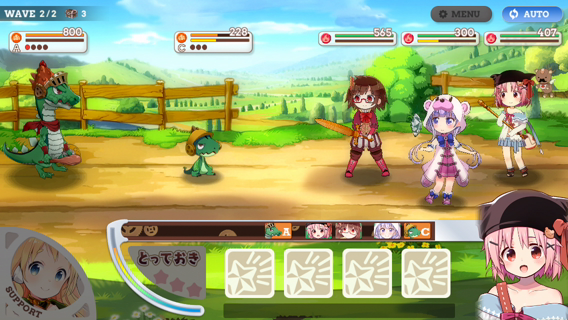 WAVE 2/2 3
MENU
AUTO
800
A
228
C
565
300
407
A
C
とっておき
SUPPORT